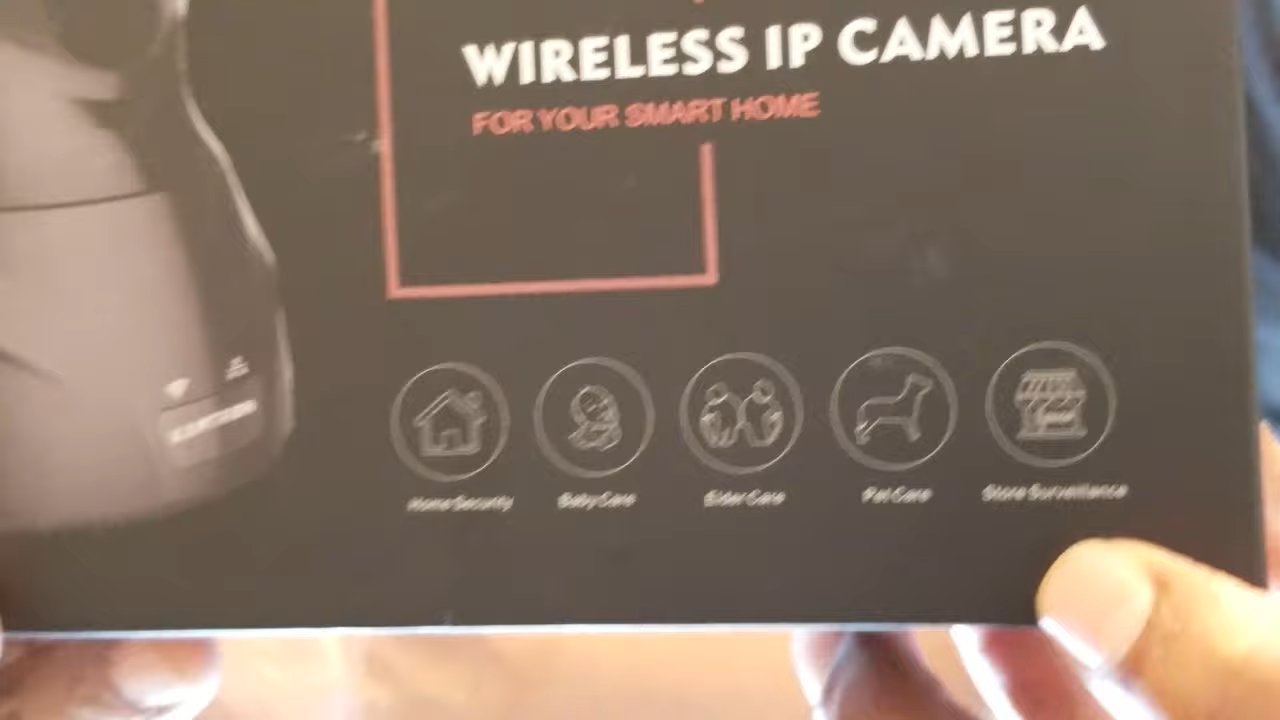 WIRELESS IP CAMERA
FOR YOUR SMART HOME
Home Security
Baby Care
Elder Care
Pet Care
Store Surveillance